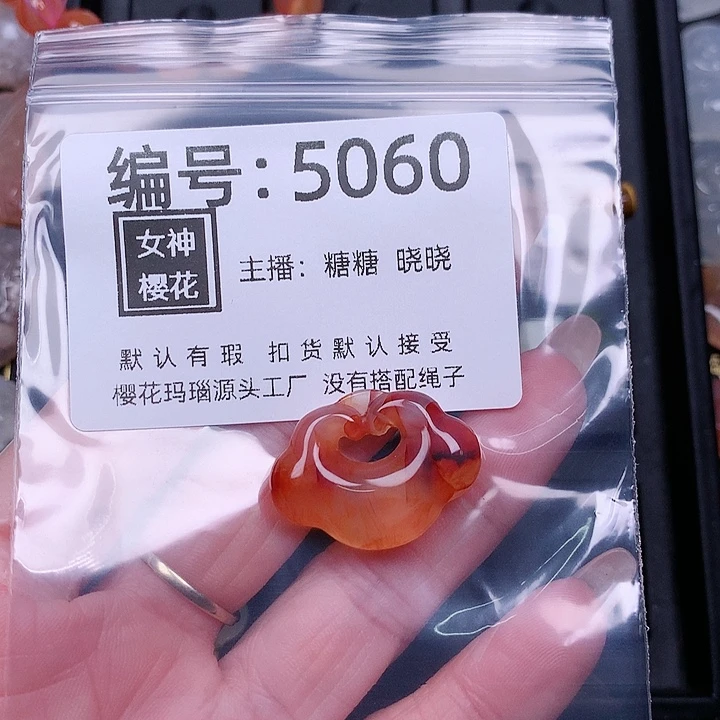 编号：5060
女神
樱花
主播：糖糖 晓晓
默认有瑕 扣货默认接受
樱花玛瑙源头工厂 没有搭配绳子